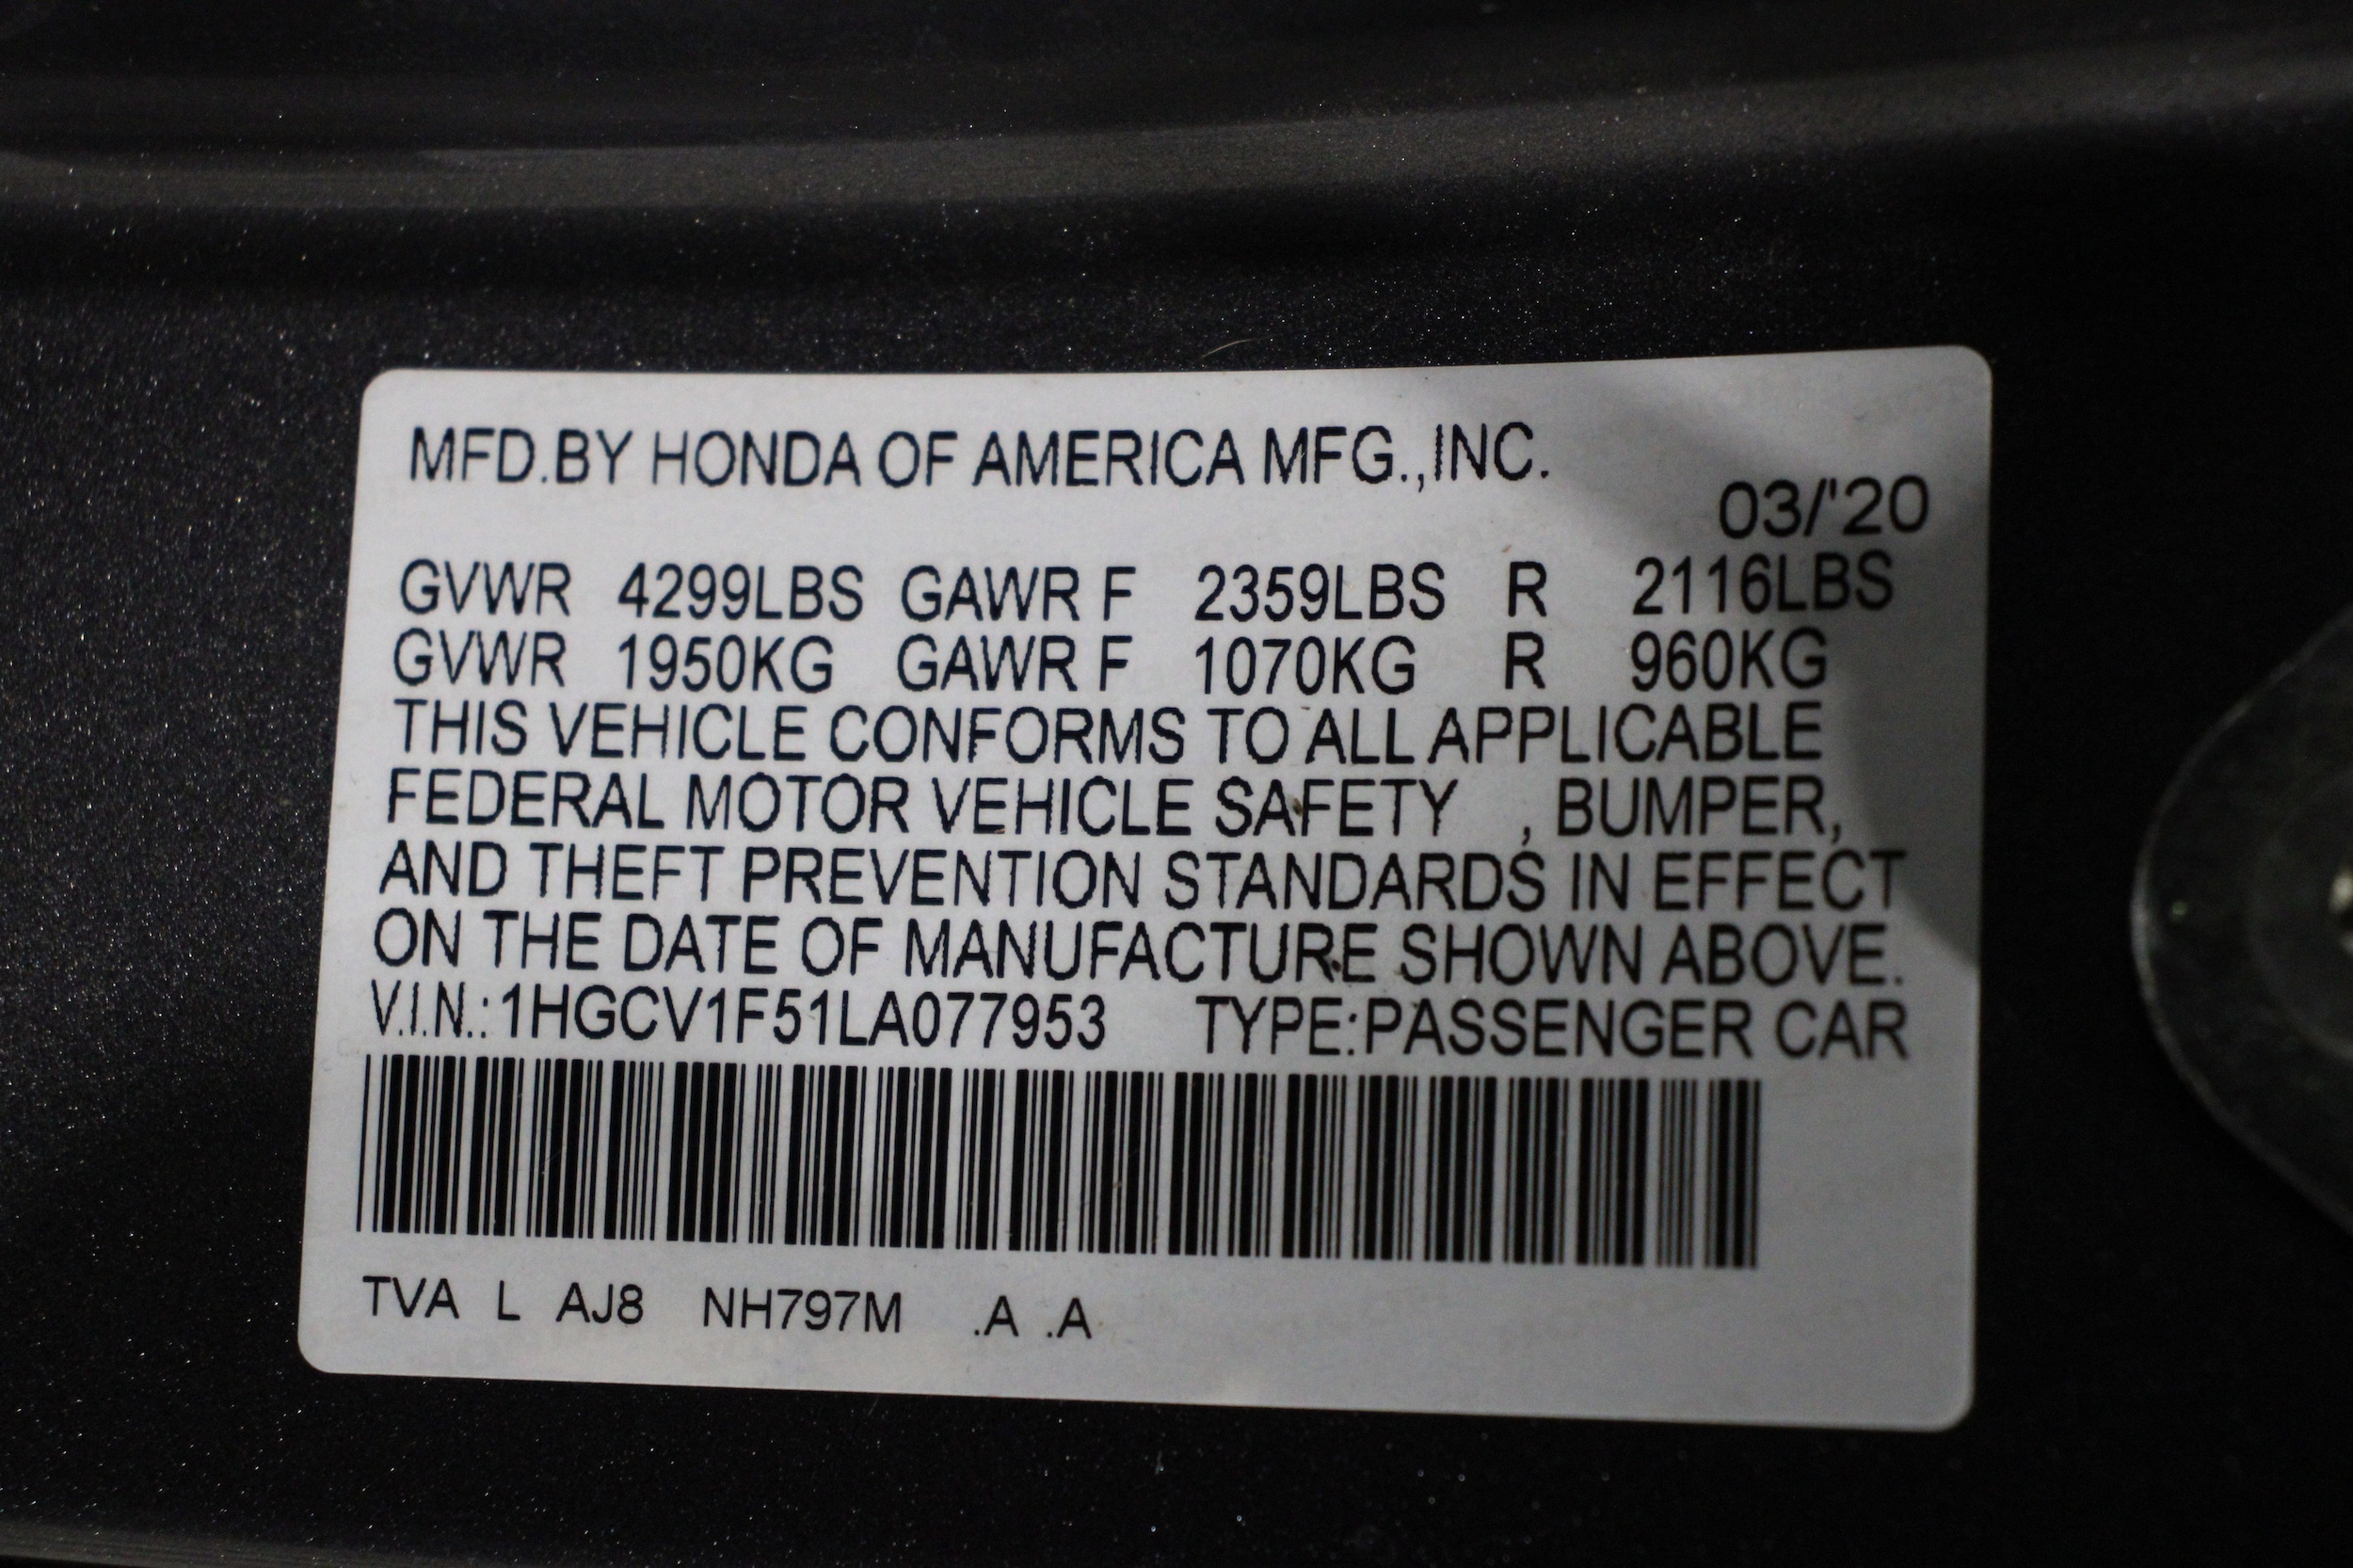 MFD.BY HONDA OF AMERICA MFG.,INC.
03/'20
GVWR 4299LBS GAWR F 2359LBS R 2116LBS
GVWR 1950KG GAWR F 1070KG R 960KG
THIS VEHICLE CONFORMS TO ALL APPLICABLE
FEDERAL MOTOR VEHICLE SAFETY , BUMPER,
AND THEFT PREVENTION STANDARDS IN EFFECT
ON THE DATE OF MANUFACTURE SHOWN ABOVE.
V.I.N.:1HGCV1F51LA077953 TYPE:PASSENGER CAR
TVA L AJ8 NH797M .A .A